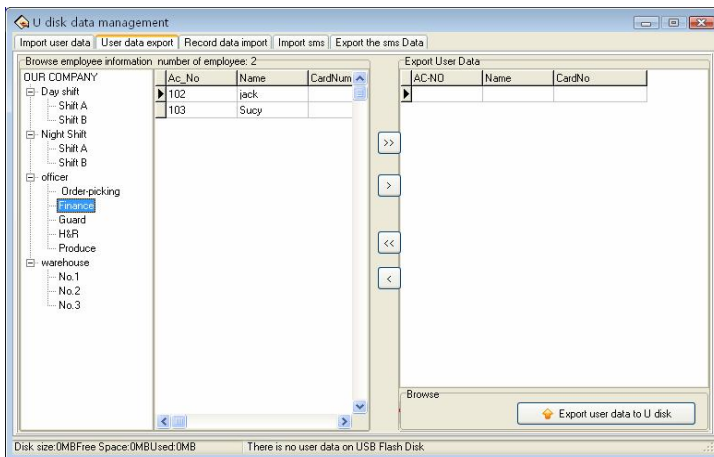 U disk data management
Import user data User data export Record data import Import sms Export the sms Data
Browse employee information number of employee: 2
OUR COMPANY
Day shift
Shift A
Shift B
Night Shift
Shift A
Shift B
officer
Order-picking
Finance
Guard
H&R
Produce
warehouse
No.1
No.2
No.3
Ac_No Name CardNum
102 jack
103 Sucy
>>
>
<<
<
Export User Data
AC-NO Name CardNo
Browse
Export user data to U disk
Disk size:0MBFree Space:0MBUsed:0MB There is no user data on USB Flash Disk